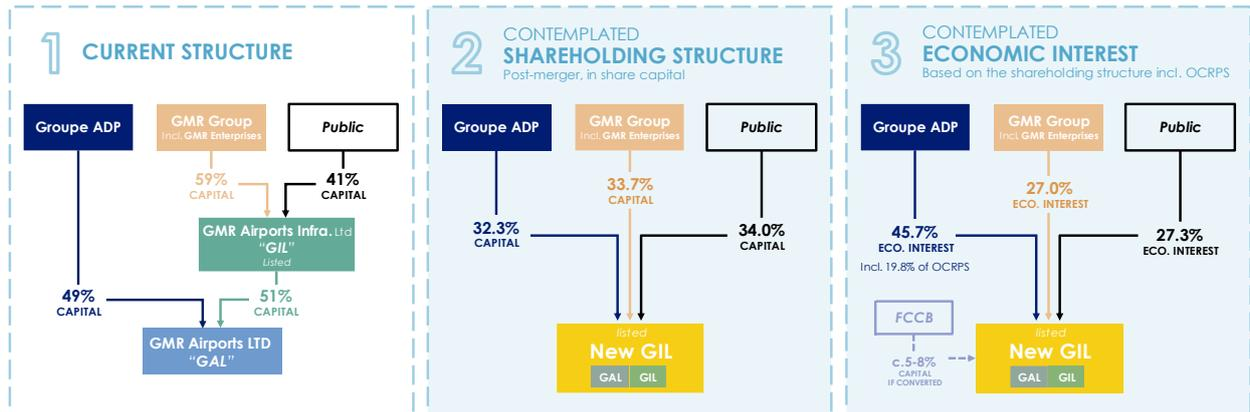 1
CURRENT STRUCTURE
Groupe ADP
GMR Group
Incl. GMR Enterprises
Public
59%
CAPITAL
41%
CAPITAL
GMR Airports Infra. Ltd
“GIL”
Listed
49%
CAPITAL
51%
CAPITAL
GMR Airports LTD
“GAL”
2
CONTEMPLATED
SHAREHOLDING STRUCTURE
Post-merger, in share capital
Groupe ADP
GMR Group
Incl. GMR Enterprises
Public
33.7%
CAPITAL
32.3%
CAPITAL
34.0%
CAPITAL
listed
New GIL
GAL GIL
3
CONTEMPLATED
ECONOMIC INTEREST
Based on the shareholding structure incl. OCRPS
Groupe ADP
GMR Group
Incl. GMR Enterprises
Public
27.0%
ECO. INTEREST
45.7%
ECO. INTEREST
Incl. 19.8% of OCRPS
27.3%
ECO. INTEREST
FCCB
c.5-8%
CAPITAL
IF CONVERTED
listed
New GIL
GAL GIL